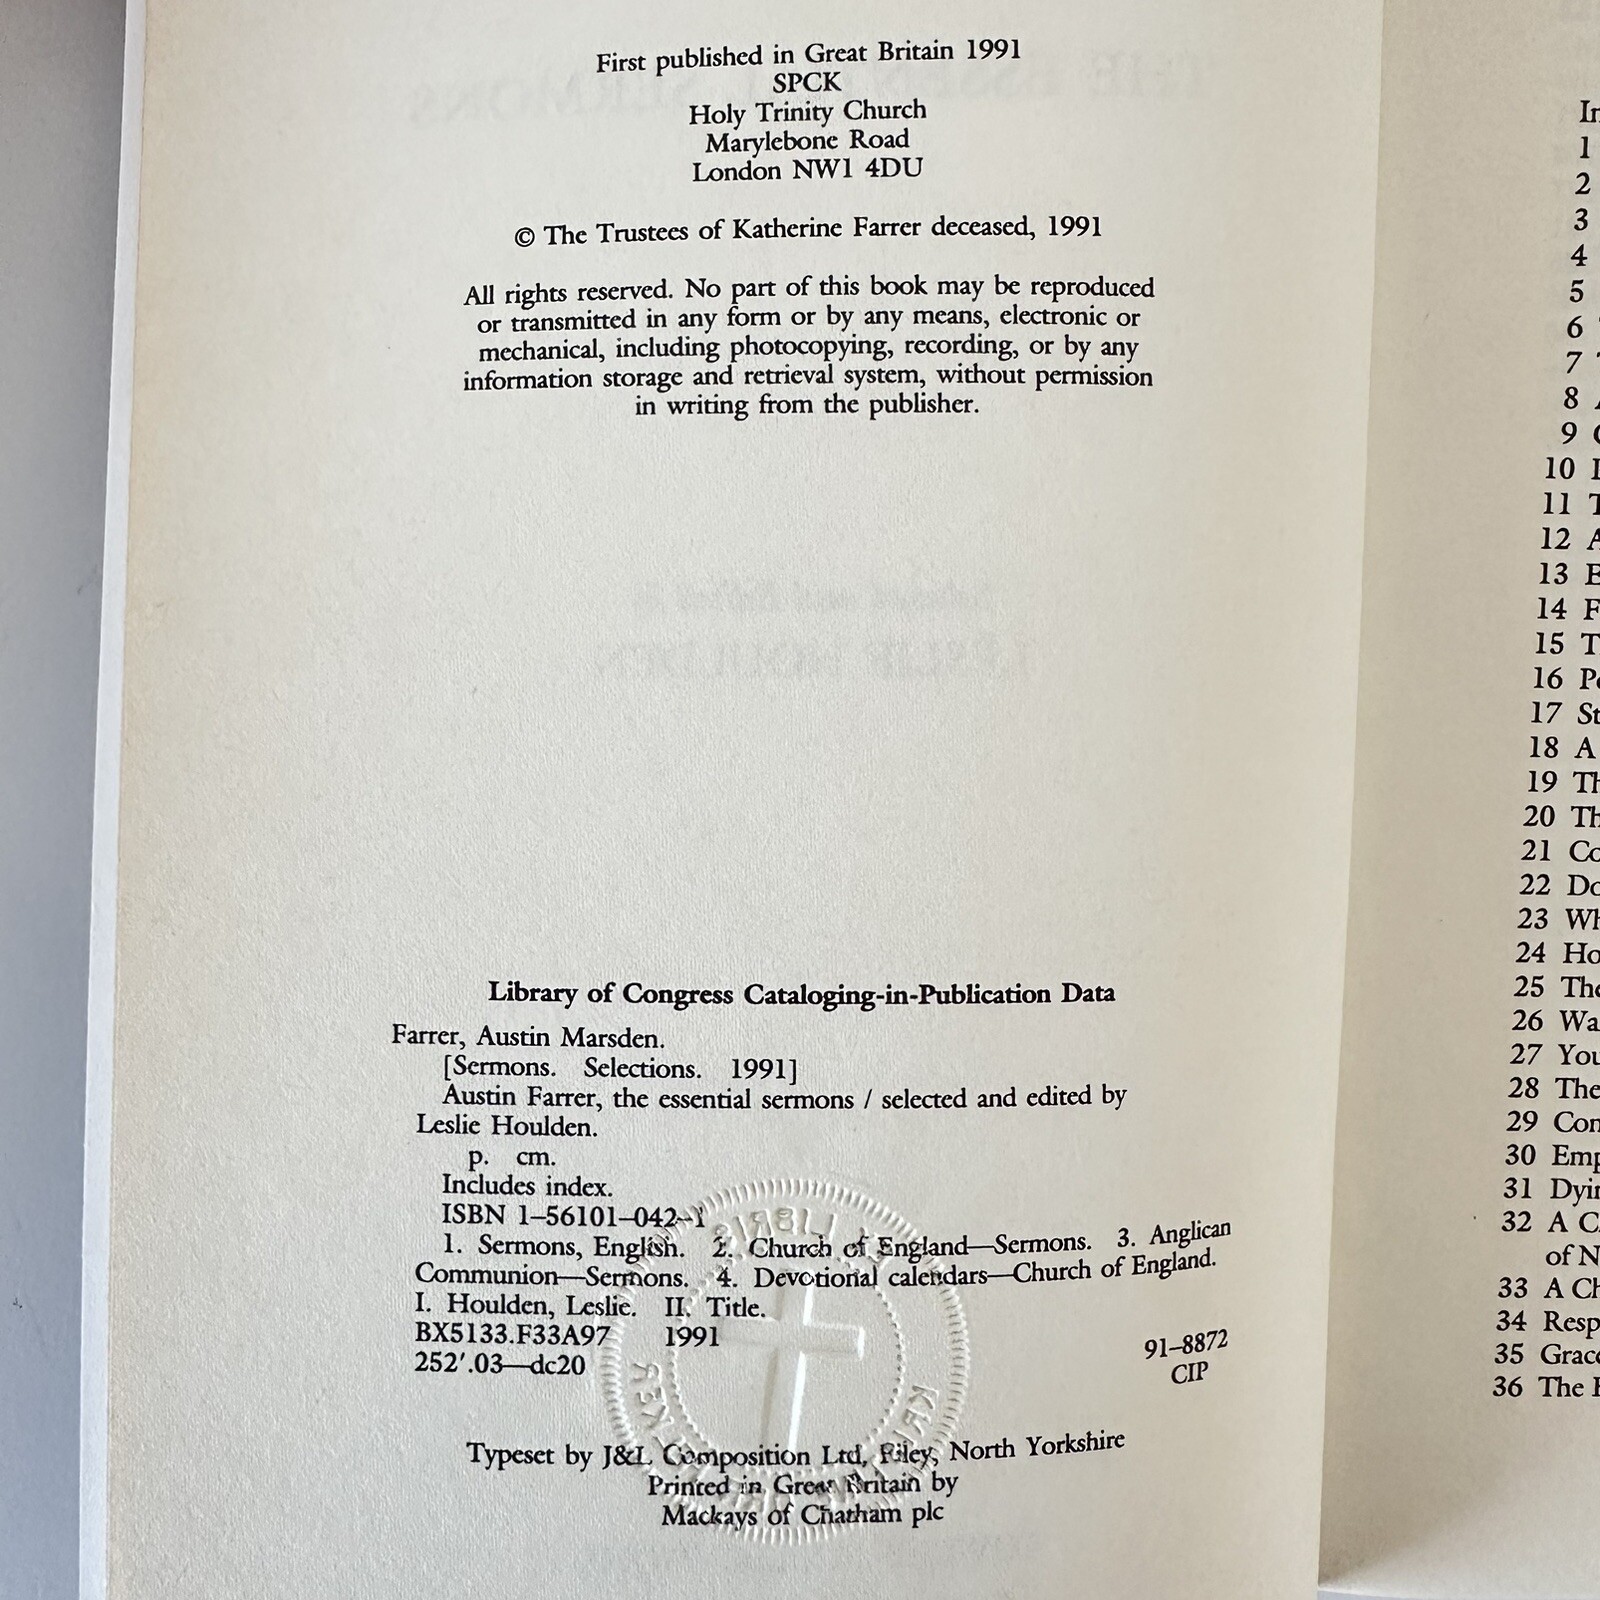 First published in Great Britain 1991
SPCK
Holy Trinity Church
Marylebone Road
London NW1 4DU
© The Trustees of Katherine Farrer deceased, 1991
All rights reserved. No part of this book may be reproduced
or transmitted in any form or by any means, electronic or
mechanical, including photocopying, recording, or by any
information storage and retrieval system, without permission
in writing from the publisher.
Library of Congress Cataloging-in-Publication Data
Farrer, Austin Marsden.
[Sermons. Selections. 1991]
Austin Farrer, the essential sermons / selected and edited by
Leslie Houlden.
p. cm.
Includes index.
ISBN 1–56101–042–1
1. Sermons, English. 2. Church of England—Sermons. 3. Anglican
Communion—Sermons. 4. Devotional calendars—Church of England.
I. Houlden, Leslie. II. Title.
BX5133.F33A97 1991
252'.03—dc20
91–8872
CIP
Typeset by J&L Composition Ltd, Filey, North Yorkshire
Printed in Great Britain by
Mackays of Chatham plc
1
2
3
4
5
6
7
8
9
10
11
12 A
13
14
15
16
17
18 A
19
20
21
22
23
24
25
26
27
28
29
30
31
32 A
of
33 A
34
35
36 The